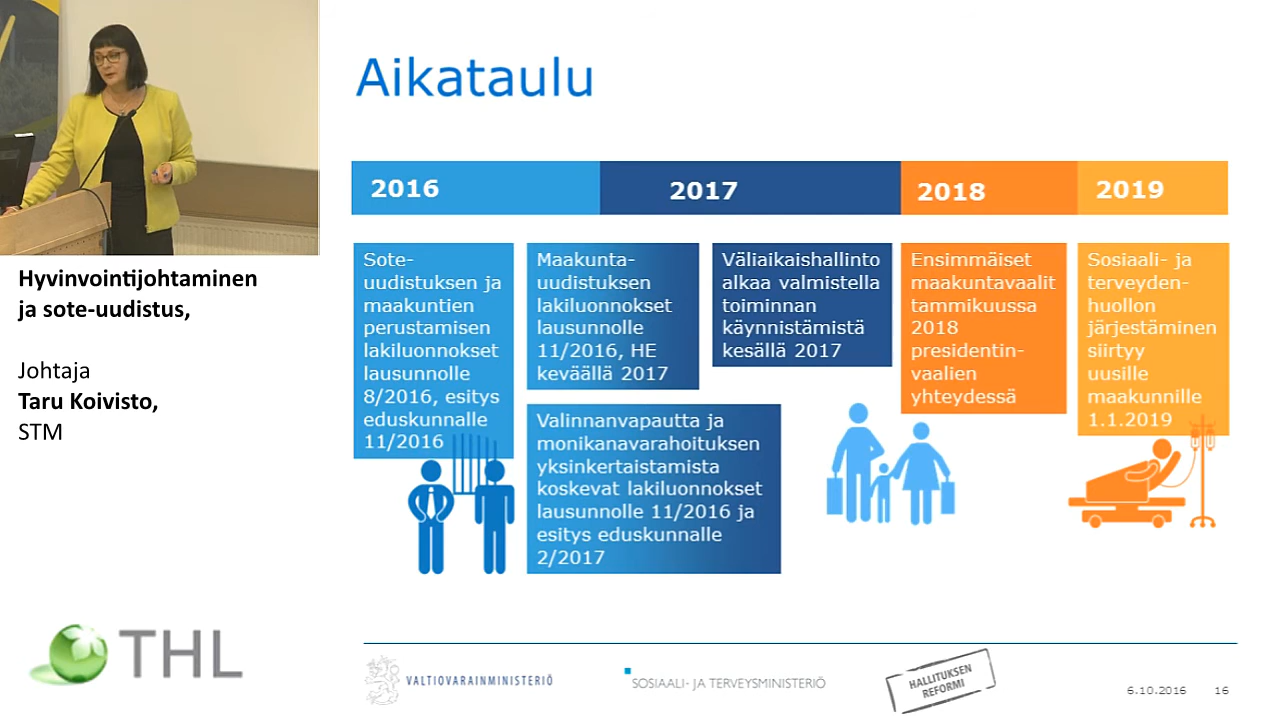 Hyvinvointijohtaminen
ja sote-uudistus,
Johtaja
Taru Koivisto,
STM
THL
Aikataulu
2016
2017
2018
2019
Sote-
uudistuksen ja
maakuntien
perustamisen
lakiluonnokset
lausunnolle
8/2016, esitys
eduskunnalle
11/2016
Maakunta-
uudistuksen
lakiluonnokset
lausunnolle
11/2016, HE
keväällä 2017
Väliaikaishallinto
alkaa valmistella
toiminnan
käynnistämistä
kesällä 2017
Ensimmäiset
maakuntavaalit
tammikuussa
2018
presidentin-
vaalien
yhteydessä
Sosiaali- ja
terveyden-
huollon
järjestäminen
siirtyy
uusille
maakunnille
1.1.2019
Valinnanvapautta ja
monikanavarahoituksen
yksinkertaistamista
koskevat lakiluonnokset
lausunnolle 11/2016 ja
esitys eduskunnalle
2/2017
VALTIOVARAINMINISTERIÖ
SOSIAALI- JA TERVEYSMINISTERIÖ
HALLITUKSEN
REFORMI
6.10.2016
16